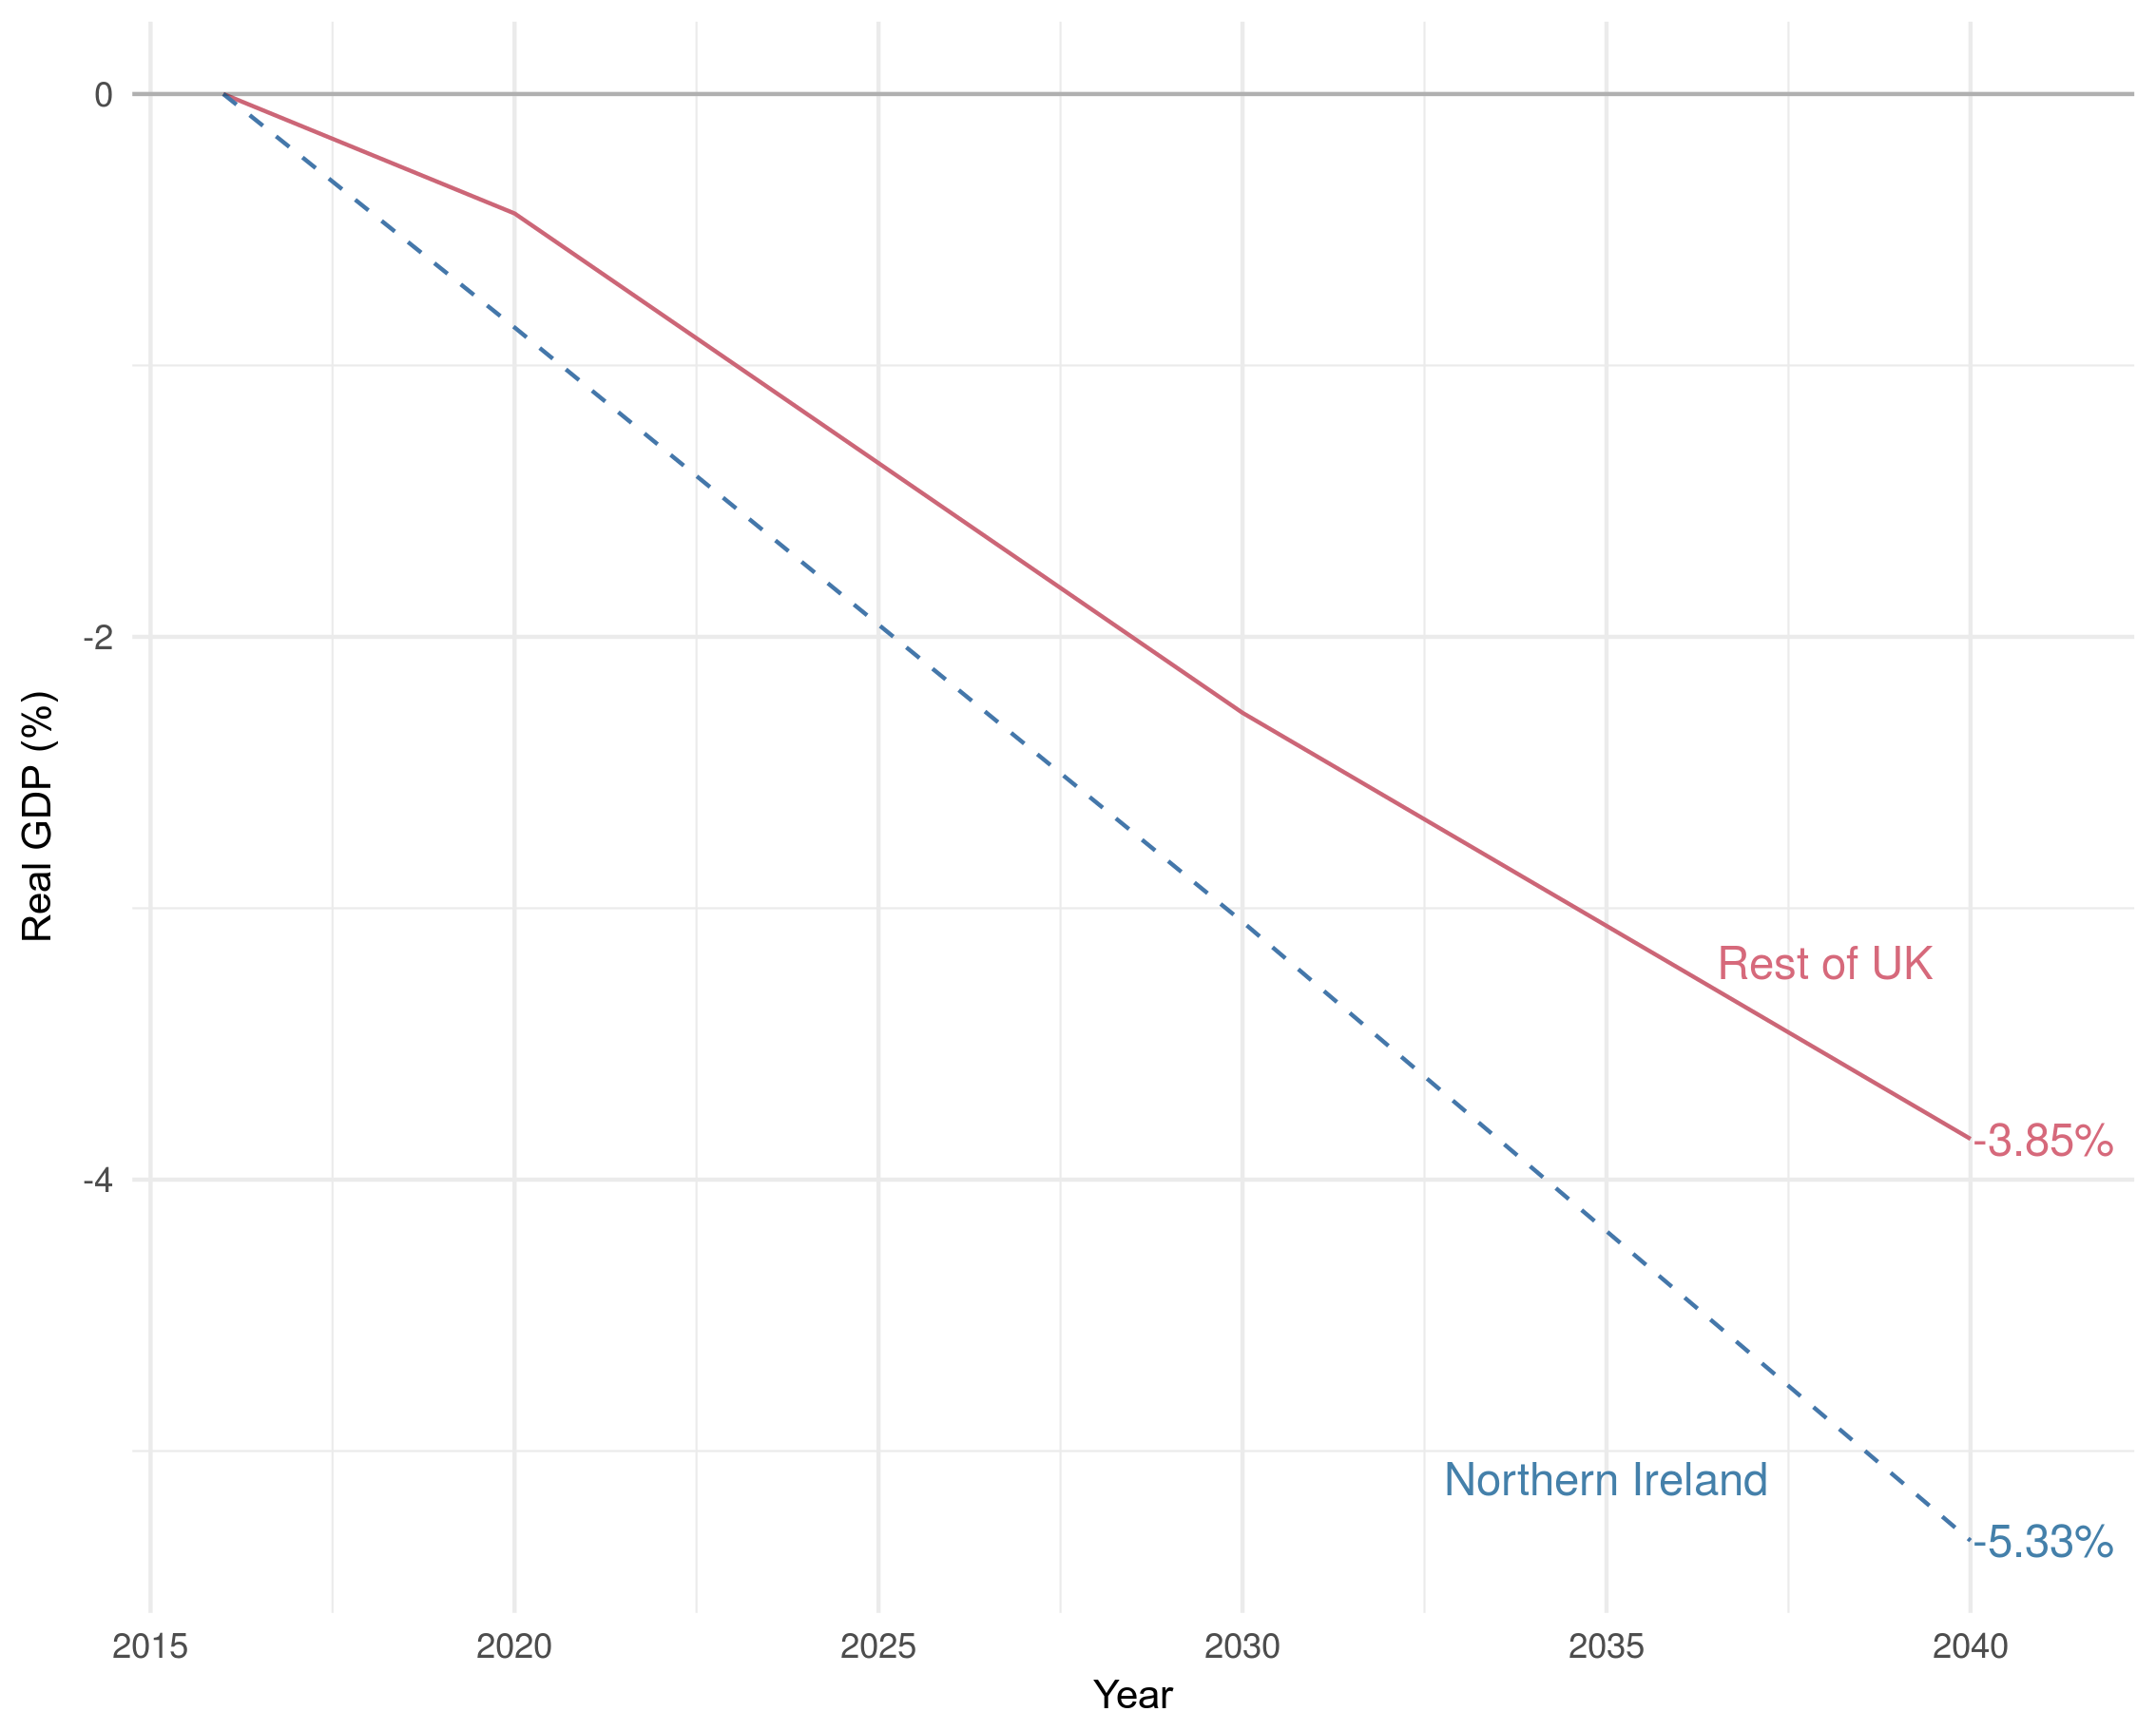 0
-2
-4
Real GDP (%)
Rest of UK
-3.85%
Northern Ireland
-5.33%
2015 2020 2025 2030 2035 2040
Year